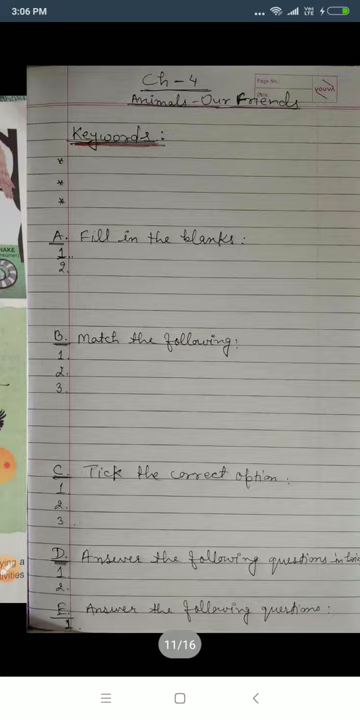 3:06 PM
Ch-4
Page No.
Date
YOUVA
Animals-Our Friends
Keywords:
*
*
*
A. Fill in the blanks:
1.
2.
B. Match the following:
1.
2.
3.
C. Tick the correct option:
1
2.
3.
D. Answer the following questions in
1
2.
E. Answer the following questions:
1.
ying a
tivities
11/16